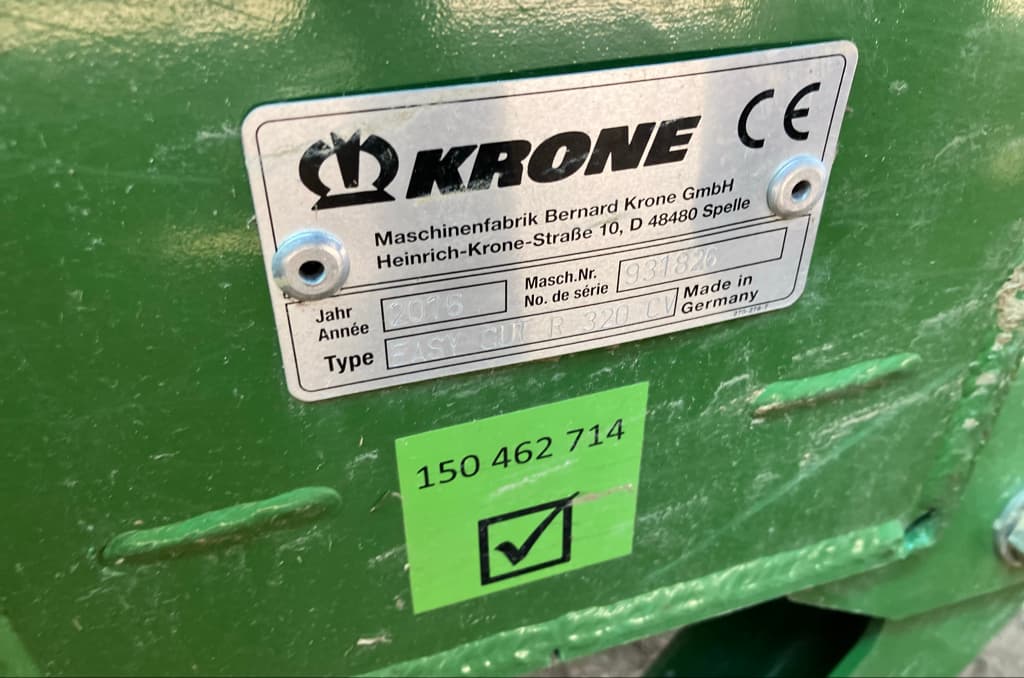 KRONE CE
Maschinenfabrik Bernard Krone GmbH
Heinrich-Krone-Straße 10, D 48480 Spelle
Jahr
Année 2016
Masch.Nr.
No. de série 931826
Type EASY CUT R 320 CV
Made in
Germany
150 462 714